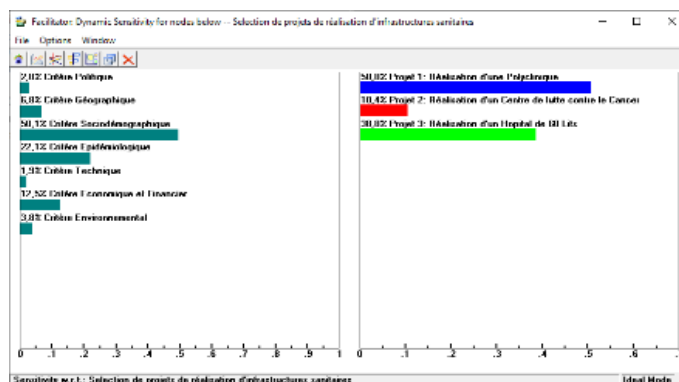 Facilitator: Dynamic Sensitivity for nodes below -- Selection de projets de réalisation d'infrastructures sanitaires
File Options Window
2,8% Critère Politique
6,8% Critère Géographique
50,1% Critère Sociodémographique
22,1% Critère Epidémiologique
1,9% Critère Technique
12,5% Critère Economique et Financier
3,8% Critère Environnemental
0 .1 .2 .3 .4 .5 .6 .7 .8 .9 1
50,8% Projet 1: Réalisation d'une Polyclinique
10,4% Projet 2: Réalisation d'un Centre de lutte contre le Cancer
38,8% Projet 3: Réalisation d'un Hopital de 60 Lits
0 .1 .2 .3 .4 .5 .6
Sensitivity w.r.t.: Selection de projets de réalisation d'infrastructures sanitaires
Ideal Mode